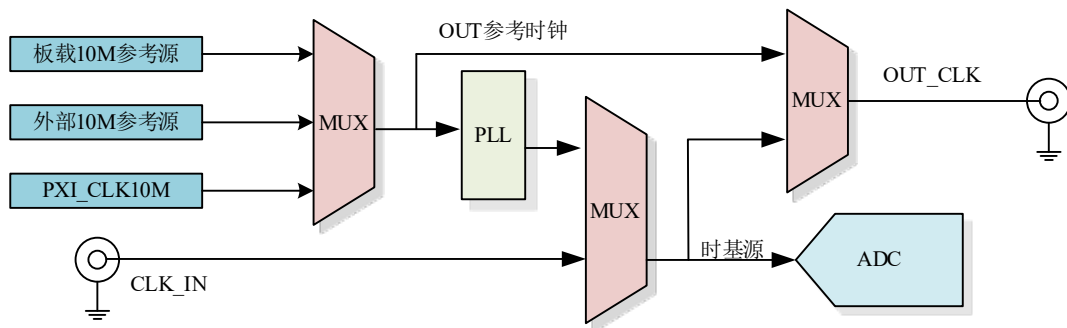 板载10M参考源
外部10M参考源
PXI_CLK10M
MUX
OUT参考时钟
PLL
MUX
MUX
OUT_CLK
CLK_IN
时基源
ADC